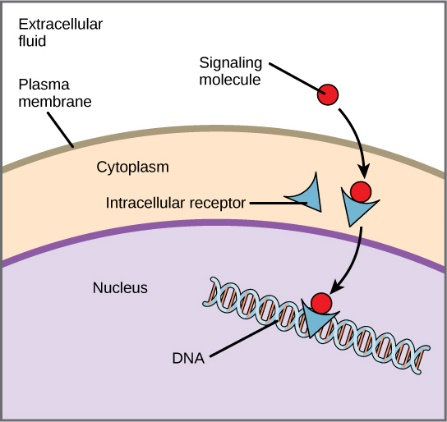 Extracellular
fluid
Signaling
molecule
Plasma
membrane
Cytoplasm
Intracellular receptor
Nucleus
DNA